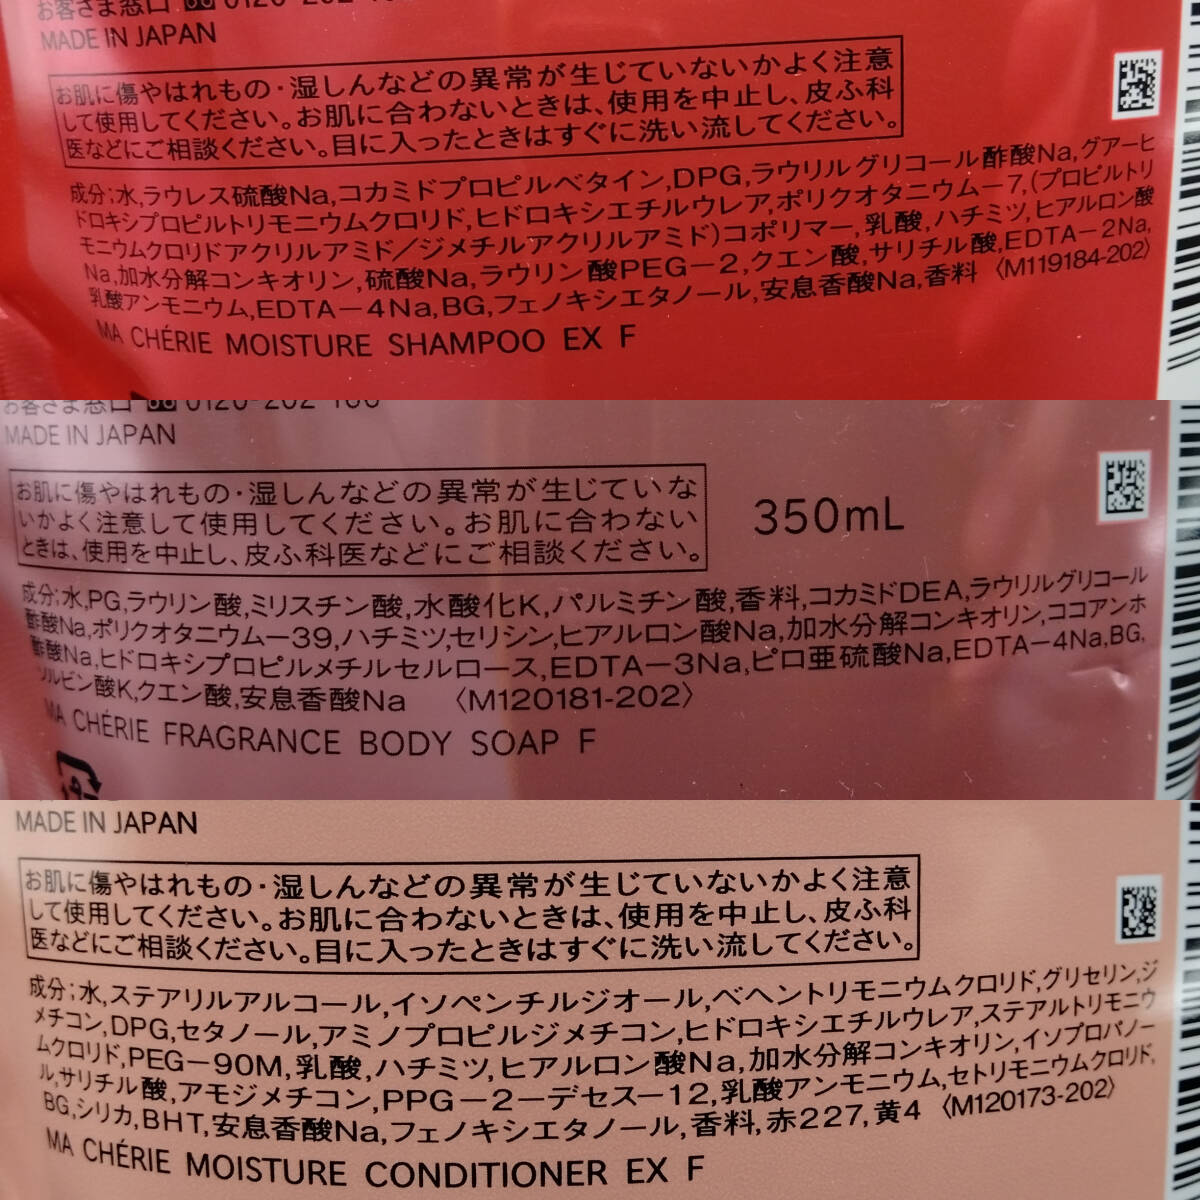 お客さま窓口 0120-202-
MADE IN JAPAN
お肌に傷やはれもの・湿しんなどの異常が生じていないかよく注意
して使用してください。お肌に合わないときは、使用を中止し、皮ふ科
医などにご相談ください。目に入ったときはすぐに洗い流してください。
成分:水,ラウレス硫酸Na,コカミドプロピルベタイン,DPG,ラウリルグリコール酢酸Na,グアーヒ
ドロキシプロピルトリモニウムクロリド,ヒドロキシエチルウレア,ポリクオタニウム−7,(プロピルトリ
モニウムクロリドアクリルアミド/ジメチルアクリルアミド)コポリマー,乳酸,ハチミツ,ヒアルロン酸
Na,加水分解コンキオリン,硫酸Na,ラウリン酸PEG−2,クエン酸,サリチル酸,EDTA−2Na,
乳酸アンモニウム,EDTA−4Na,BG,フェノキシエタノール,安息香酸Na,香料 〈M119184-202〉
MA CHÉRIE MOISTURE SHAMPOO EX F
お客さま窓口 0120-202-
MADE IN JAPAN
お肌に傷やはれもの・湿しんなどの異常が生じていな
いかよく注意して使用してください。お肌に合わない
ときは、使用を中止し、皮ふ科医などにご相談ください。
350mL
成分:水,PG,ラウリン酸,ミリスチン酸,水酸化K,パルミチン酸,香料,コカミドDEA,ラウリルグリコール
酢酸Na,ポリクオタニウム−39,ハチミツ,セリシン,ヒアルロン酸Na,加水分解コンキオリン,ココアンホ
酢酸Na,ヒドロキシプロピルメチルセルロース,EDTA−3Na,ピロ亜硫酸Na,EDTA−4Na,BG,
ソルビン酸K,クエン酸,安息香酸Na 〈M120181-202〉
MA CHÉRIE FRAGRANCE BODY SOAP F
MADE IN JAPAN
お肌に傷やはれもの・湿しんなどの異常が生じていないかよく注意
して使用してください。お肌に合わないときは、使用を中止し、皮ふ科
医などにご相談ください。目に入ったときはすぐに洗い流してください。
成分:水,ステアリルアルコール,イソペンチルジオール,ベヘントリモニウムクロリド,グリセリン,ジ
メチコン,DPG,セタノール,アミノプロピルジメチコン,ヒドロキシエチルウレア,ステアルトリモニウ
ムクロリド,PEG−90M,乳酸,ハチミツ,ヒアルロン酸Na,加水分解コンキオリン,イソプロパノー
ル,サリチル酸,アモジメチコン,PPG−2−デセス−12,乳酸アンモニウム,セトリモニウムクロリド,
BG,シリカ,BHT,安息香酸Na,フェノキシエタノール,香料,赤227,黄4 〈M120173-202〉
MA CHÉRIE MOISTURE CONDITIONER EX F